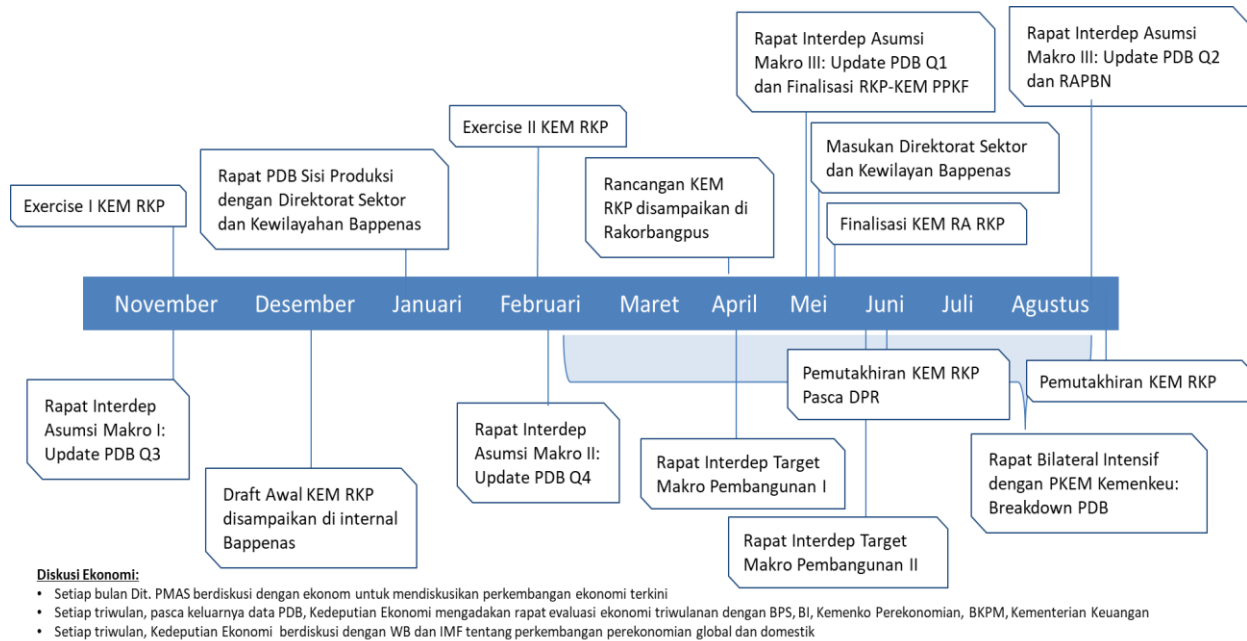 Rapat Interdep Asumsi
Makro III: Update PDB Q1
dan Finalisasi RKP-KEM PPKF
Rapat Interdep Asumsi
Makro III: Update PDB Q2
dan RAPBN
Exercise II KEM RKP
Rapat PDB Sisi Produksi
dengan Direktorat Sektor
dan Kewilayahan Bappenas
Rancangan KEM
RKP disampaikan di
Rakorbangpus
Masukan Direktorat Sektor
dan Kewilayan Bappenas
Exercise I KEM RKP
Finalisasi KEM RA RKP
November Desember Januari Februari Maret April Mei Juni Juli Agustus
Rapat Interdep
Asumsi Makro I:
Update PDB Q3
Draft Awal KEM RKP
disampaikan di internal
Bappenas
Rapat Interdep
Asumsi Makro II:
Update PDB Q4
Rapat Interdep Target
Makro Pembangunan I
Pemutakhiran KEM RKP
Pasca DPR
Rapat Interdep Target
Makro Pembangunan II
Pemutakhiran KEM RKP
Rapat Bilateral Intensif
dengan PKEM Kemenkeu:
Breakdown PDB
Diskusi Ekonomi:
• Setiap bulan Dit. PMAS berdiskusi dengan ekonom untuk mendiskusikan perkembangan ekonomi terkini
• Setiap triwulan, pasca keluarnya data PDB, Kedeputian Ekonomi mengadakan rapat evaluasi ekonomi triwulanan dengan BPS, BI, Kemenko Perekonomian, BKPM, Kementerian Keuangan
• Setiap triwulan, Kedeputian Ekonomi berdiskusi dengan WB dan IMF tentang perkembangan perekonomian global dan domestik